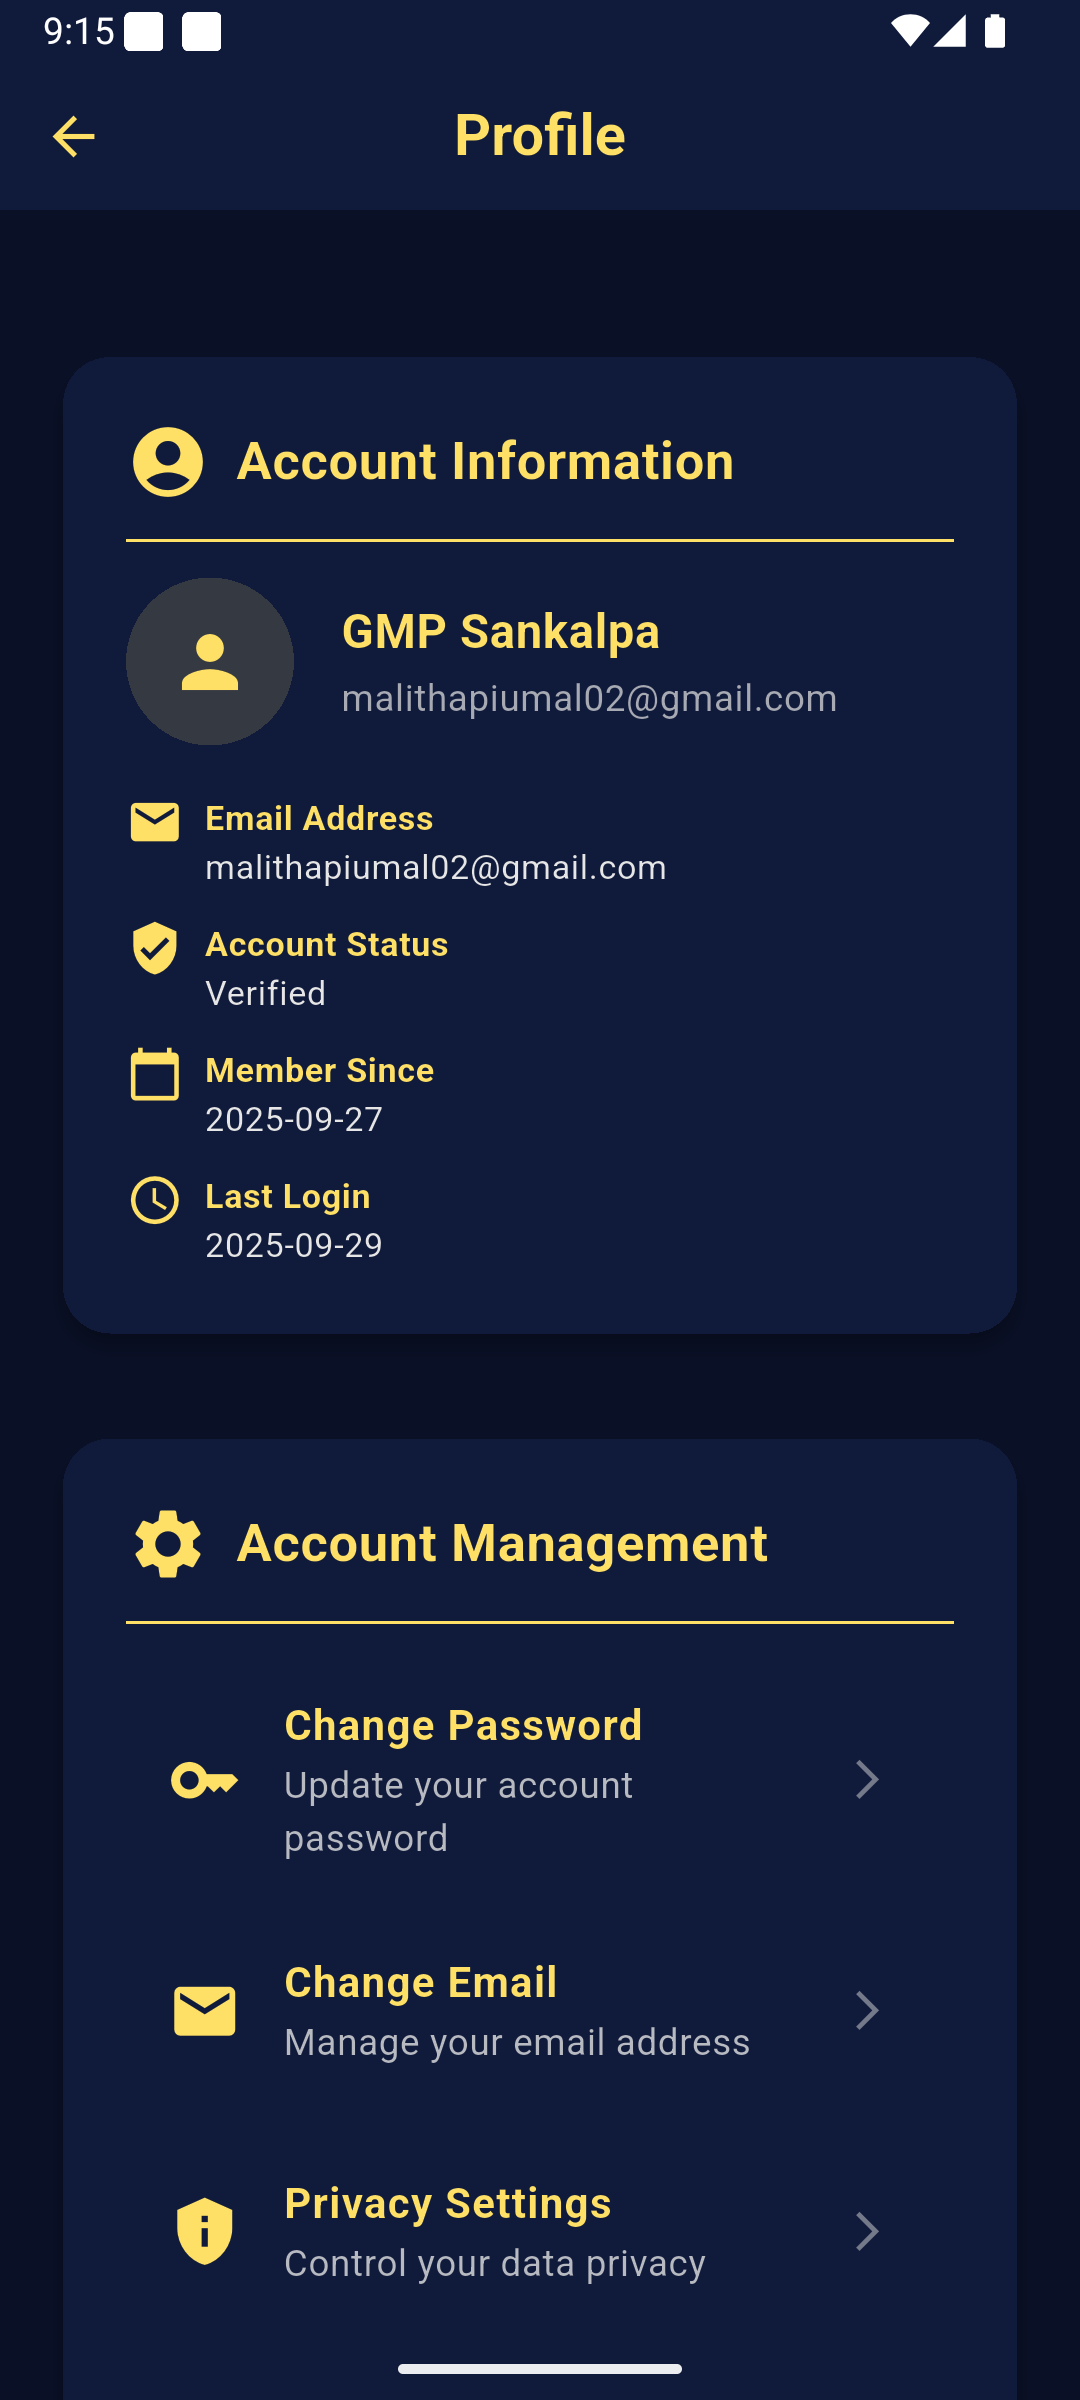 9:15
Profile
Account Information
GMP Sankalpa
malithapiumal02@gmail.com
Email Address
malithapiumal02@gmail.com
Account Status
Verified
Member Since
2025-09-27
Last Login
2025-09-29
Account Management
Change Password
Update your account
password
Change Email
Manage your email address
Privacy Settings
Control your data privacy